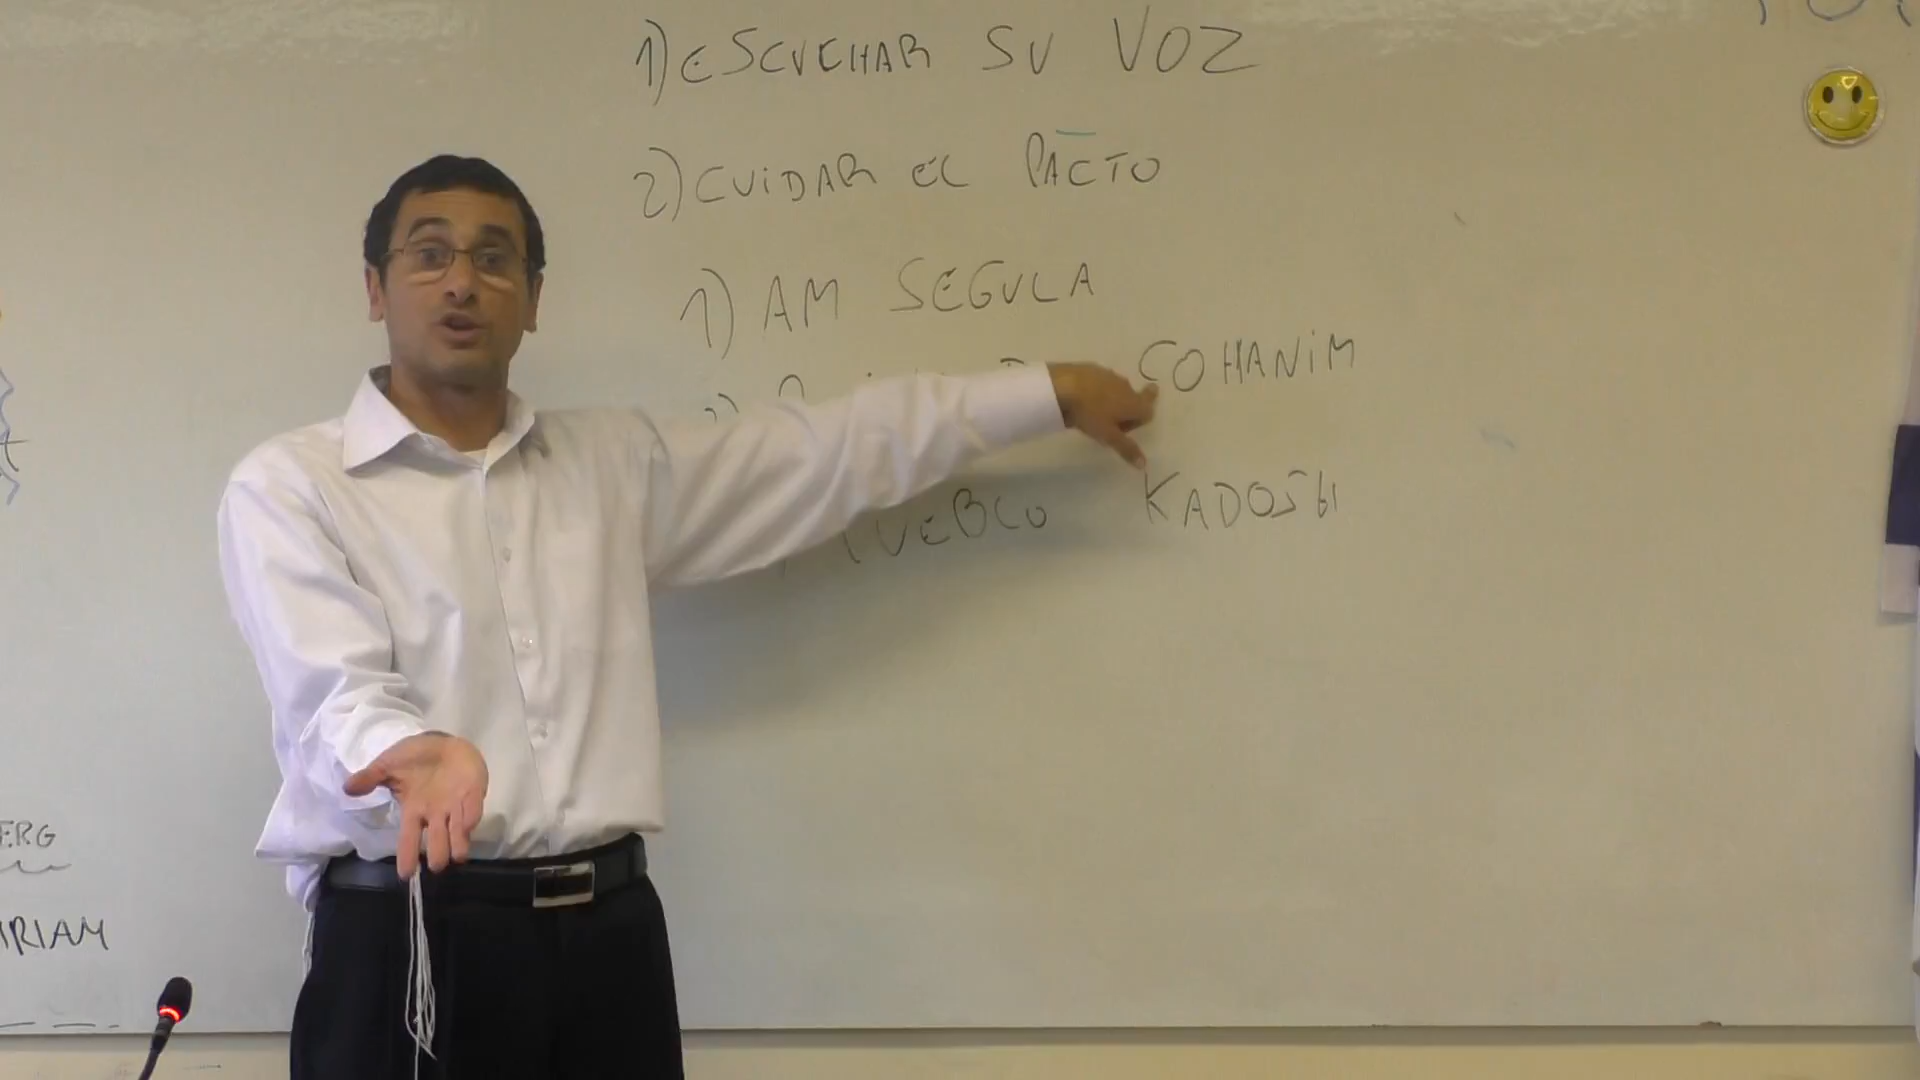 1) ESCUCHAR SU VOZ
2) CUIDAR EL PACTO
1) AM SEGULA
COHANIM
PUEBLO KADOSH
ERG
IRIAM